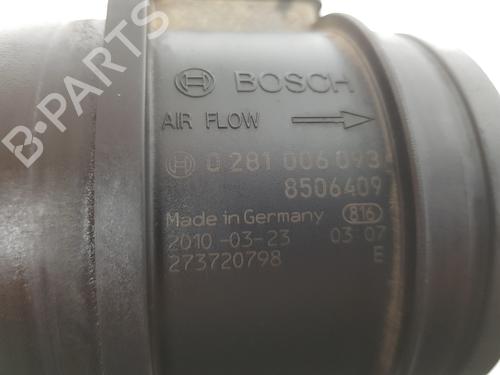 BOSCH
AIR FLOW
0 281 006 093
8506409
Made in Germany 816
2010-03-23 03 07
273720798 E
B-PARTS